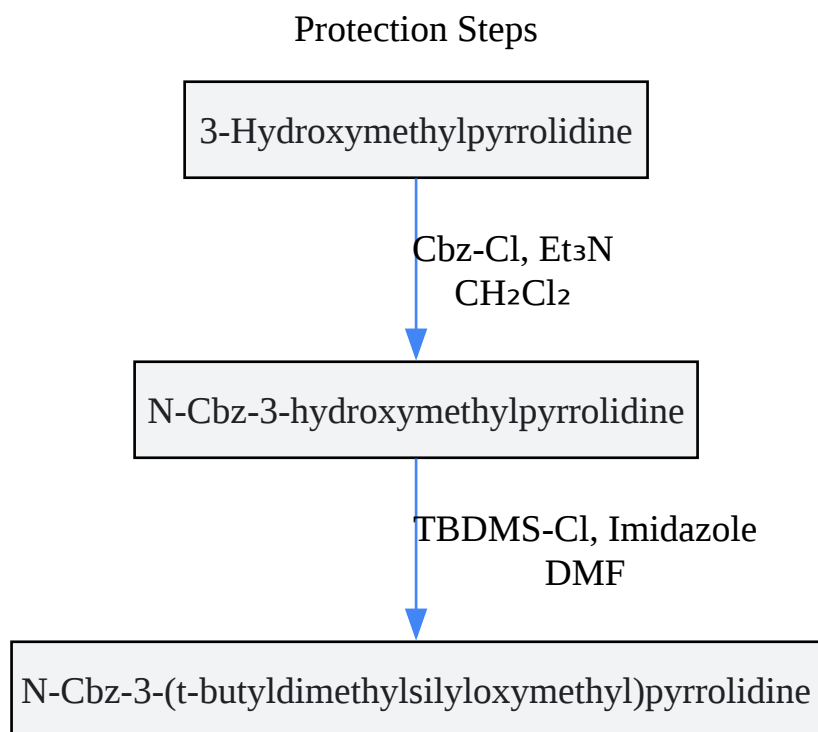 Protection Steps
3-Hydroxymethylpyrrolidine
Cbz-Cl, Et₃N
CH₂Cl₂
N-Cbz-3-hydroxymethylpyrrolidine
TBDMS-Cl, Imidazole
DMF
N-Cbz-3-(t-butyldimethylsilyloxymethyl)pyrrolidine